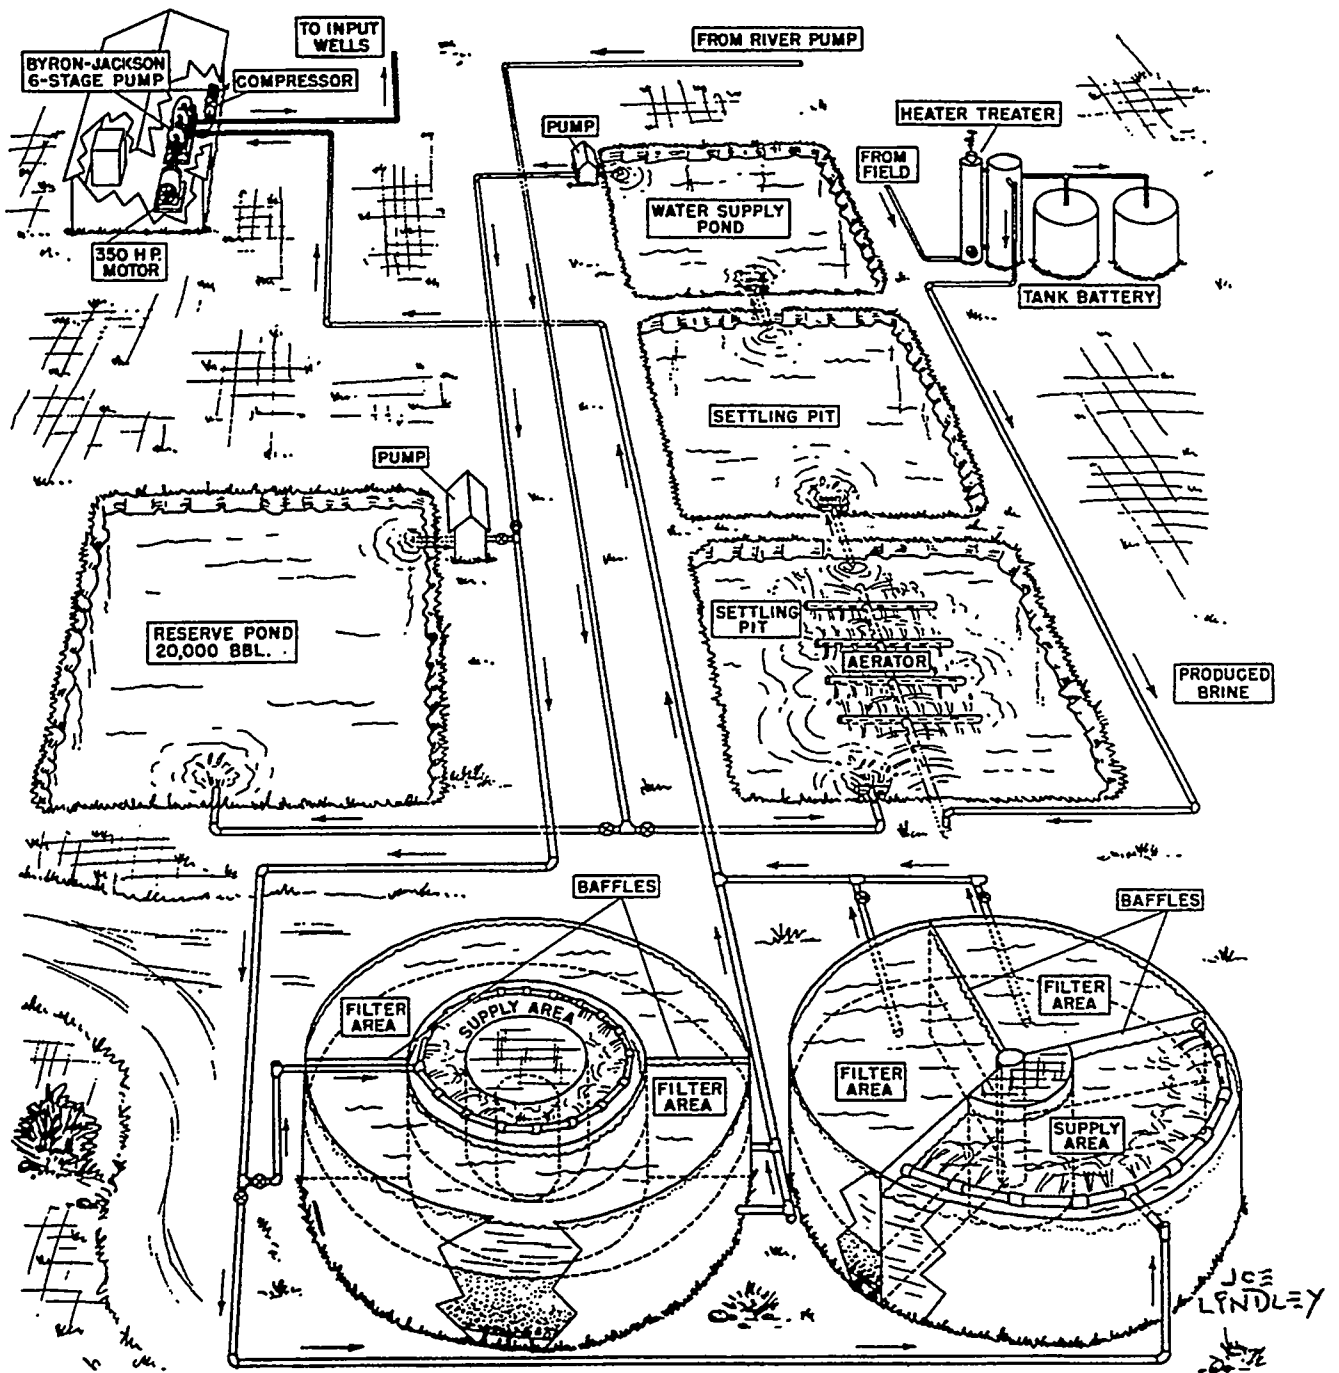 TO INPUT
WELLS
FROM RIVER PUMP
BYRON-JACKSON
6-STAGE PUMP
COMPRESSOR
PUMP
HEATER TREATER
FROM
FIELD
WATER SUPPLY
POND
350 H P.
MOTOR
TANK BATTERY
SETTLING PIT
PUMP
SETTLING
PIT
RESERVE POND
20,000 BBL.
AERATOR
PRODUCED
BRINE
BAFFLES
BAFFLES
FILTER
AREA
SUPPLY AREA
FILTER
AREA
FILTER
AREA
FILTER
AREA
SUPPLY
AREA
JOE
LINDLEY